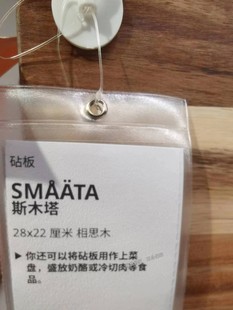 砧板
SMÅÄTA
斯木塔
28x22 厘米 相思木
▶ 你还可以将砧板用作上菜
盘，盛放奶酪或冷切肉等食
品。